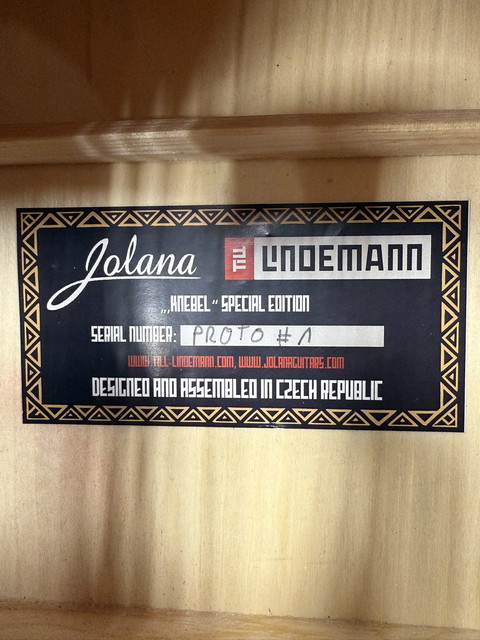 Jolana TILL LINDEMANN
„KNEBEL“ SPECIAL EDITION
SERIAL NUMBER: PROTO #1
WWW.TILL-LINDEMANN.COM, WWW.JOLANAGUITARS.COM
DESIGNED AND ASSEMBLED IN CZECH REPUBLIC